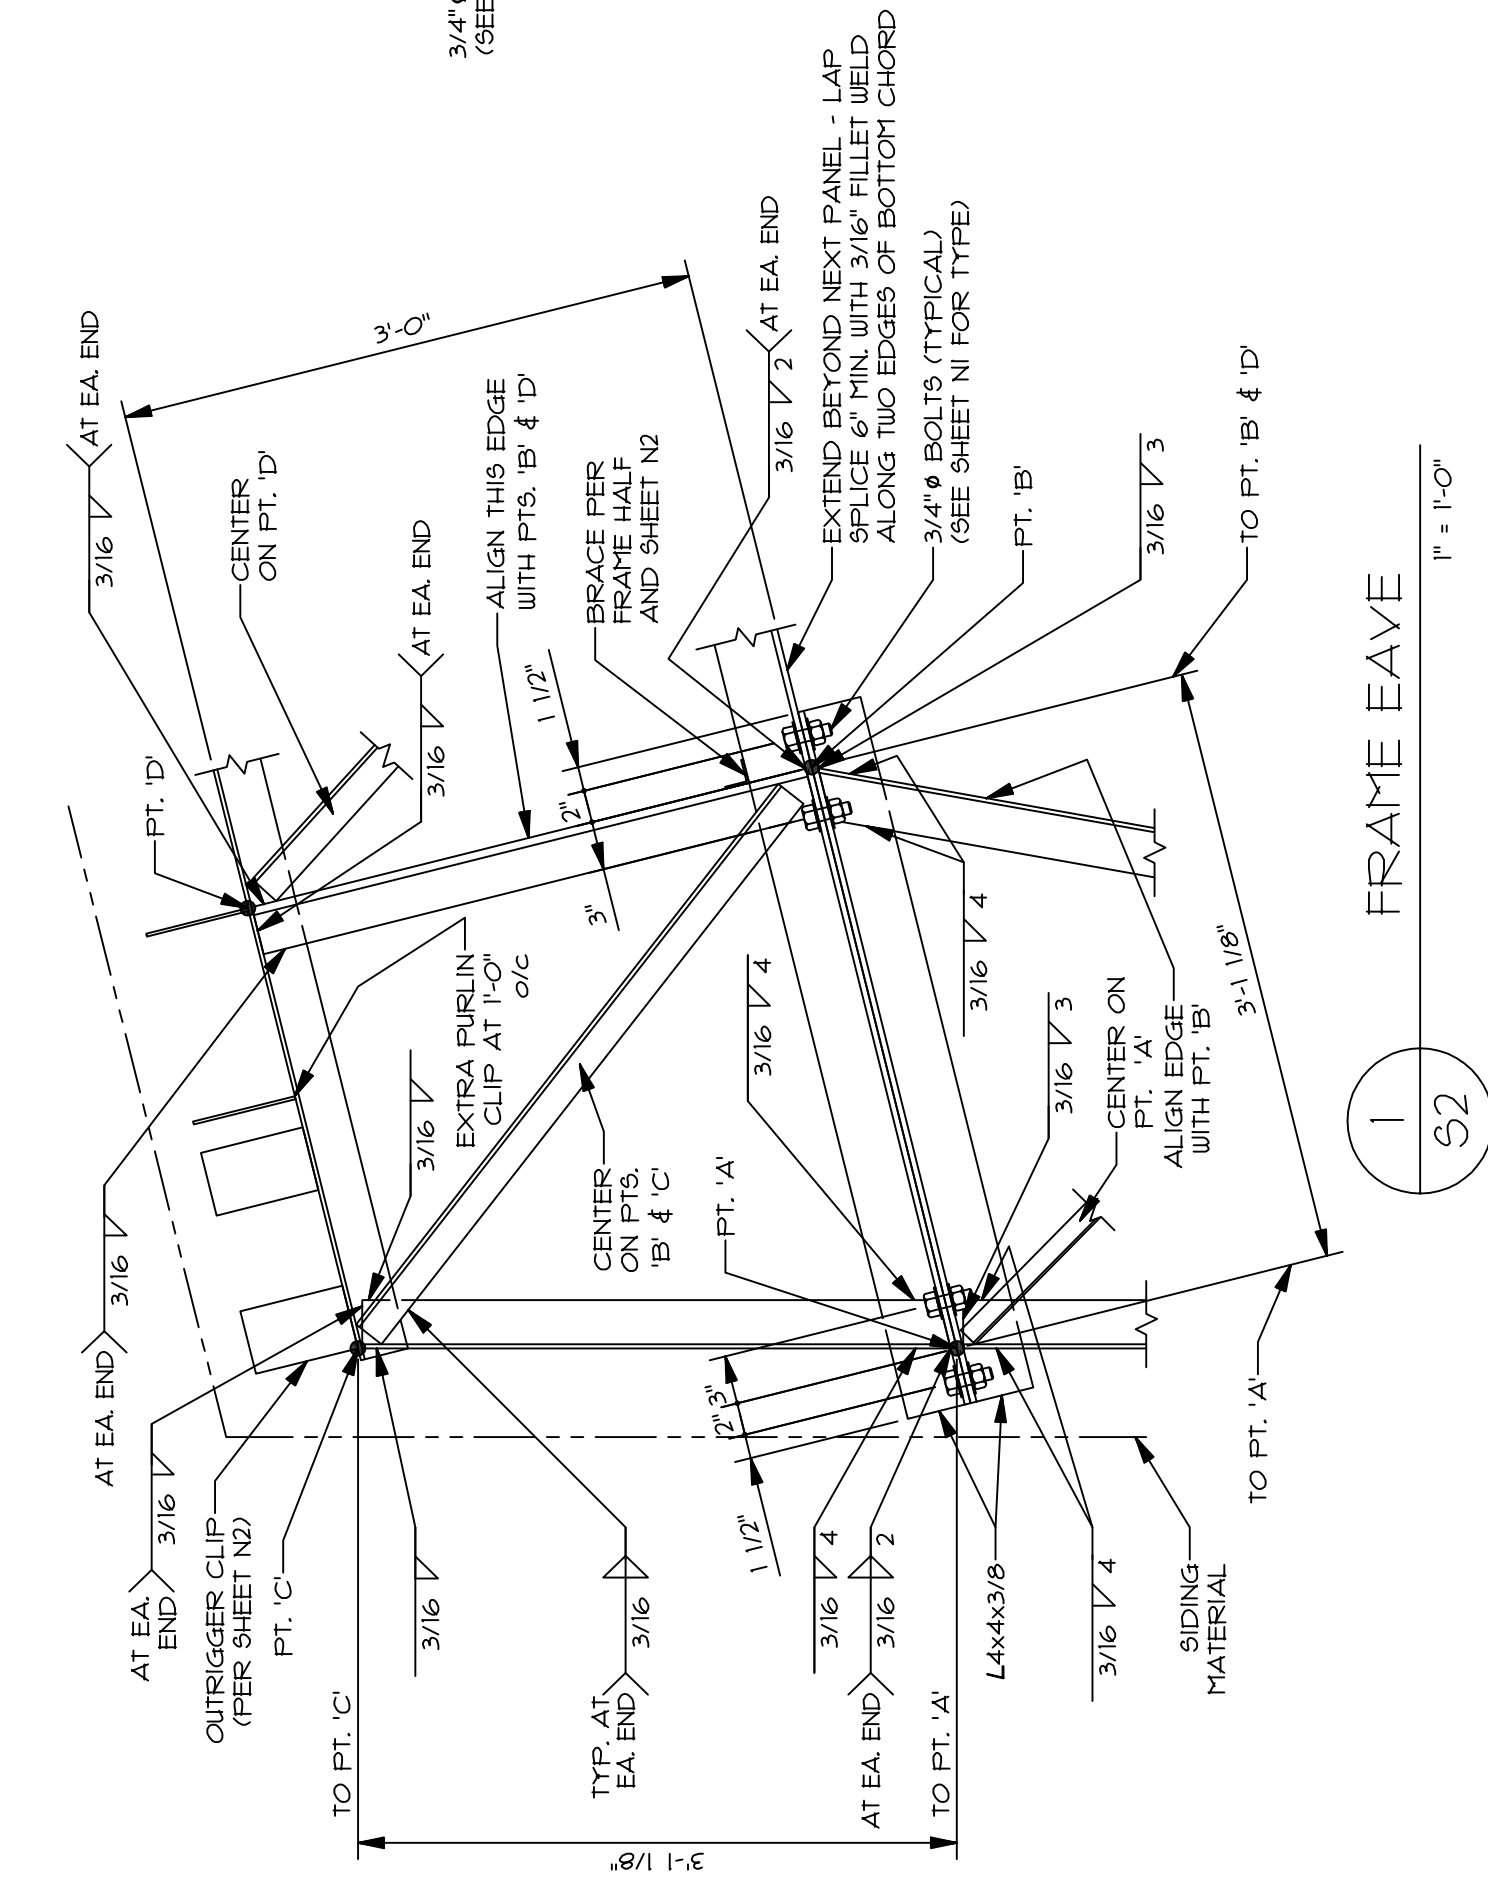 3/4"ø
(SEE
AT EA. END
3/16
CENTER
ON PT. 'D'
PT. 'D'
AT EA. END
3/16
3'-0"
ALIGN THIS EDGE
WITH PTS. 'B' & 'D'
BRACE PER
FRAME HALF
AND SHEET N2
1 1/2"
2"
3"
AT EA. END
3/16 2
EXTEND BEYOND NEXT PANEL - LAP
SPLICE 6" MIN. WITH 3/16" FILLET WELD
ALONG TWO EDGES OF BOTTOM CHORD
3/4"ø BOLTS (TYPICAL)
(SEE SHEET N1 FOR TYPE)
PT. 'B'
3/16 3
TO PT. 'B' & 'D'
AT EA. END
3/16
AT EA.
END
3/16
OUTRIGGER CLIP
(PER SHEET N2)
PT. 'C'
3/16
EXTRA PURLIN
CLIP AT 1'-0"
O/C
3/16
CENTER
ON PTS.
'B' & 'C'
PT. 'A'
3/16 4
3/16 4
3/16 3
CENTER ON
PT. 'A'
ALIGN EDGE
WITH PT. 'B'
3'-1 1/8"
TO PT. 'C'
TYP. AT
EA. END
3/16
3"
2"
1 1/2"
3/16 4
AT EA. END
3/16 2
TO PT. 'A'
L4x4x3/8
3/16 4
SIDING
MATERIAL
TO PT. 'A'
3'-1 1/8"
1
S2
FRAME EAVE
1" = 1'-0"